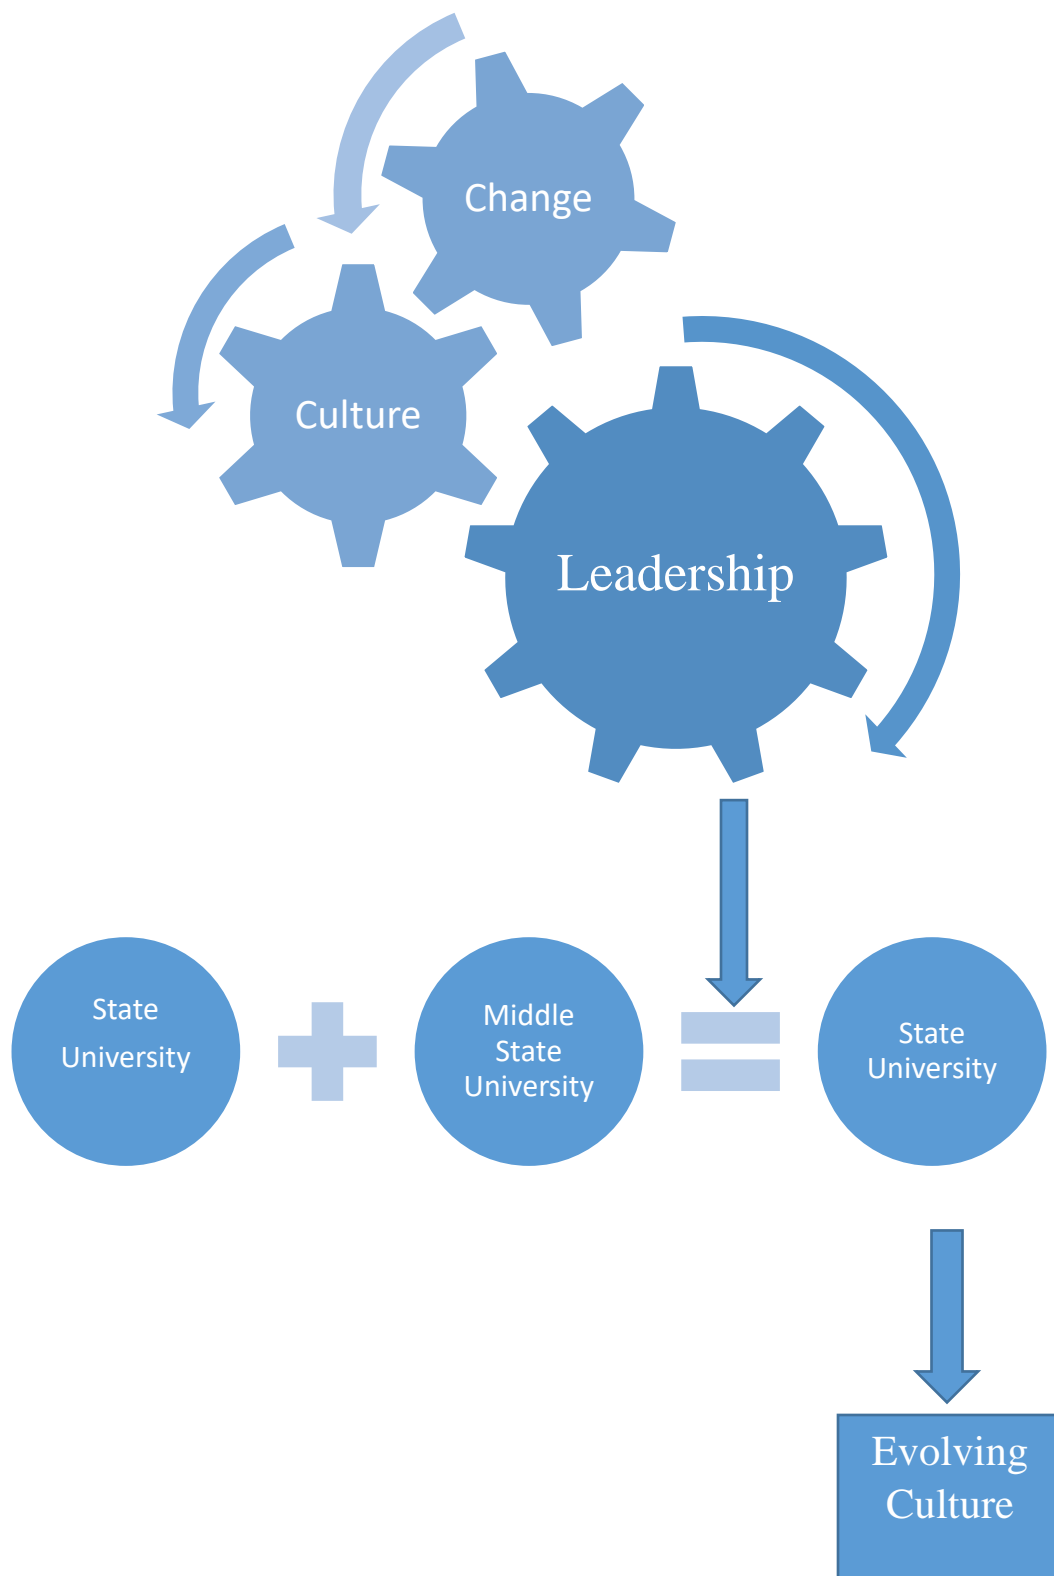 Change
Culture
Leadership
State
University
Middle
State
University
State
University
Evolving
Culture